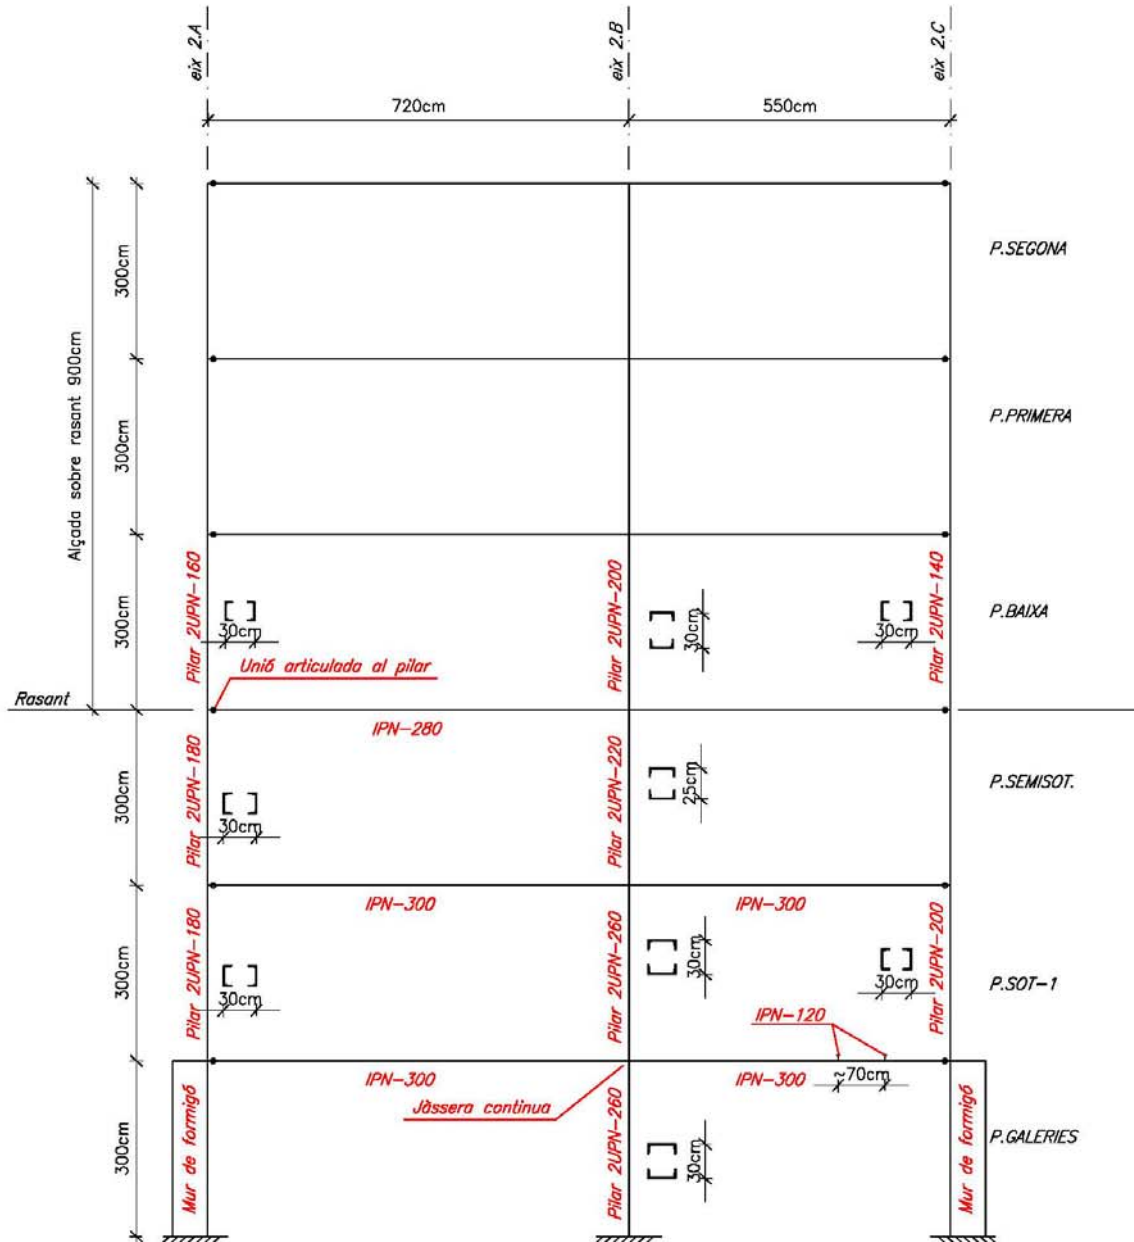 eix 2.A
eix 2.B
eix 2.C
720cm
550cm
Alçada sobre rasant 900cm
300cm
P.SEGONA
300cm
P.PRIMERA
300cm
Pilar 2UPN-160
30cm
Pilar 2UPN-200
30cm
30cm
Pilar 2UPN-140
P.BAIXA
Unió articulada al pilar
Rasant
IPN-280
300cm
Pilar 2UPN-180
30cm
Pilar 2UPN-220
25cm
P.SEMISOT.
IPN-300
IPN-300
300cm
Pilar 2UPN-180
30cm
Pilar 2UPN-260
30cm
30cm
Pilar 2UPN-200
P.SOT-1
IPN-120
IPN-300
IPN-300
~70cm
Jàssera continua
300cm
Mur de formigó
Pilar 2UPN-260
30cm
Mur de formigó
P.GALERIES